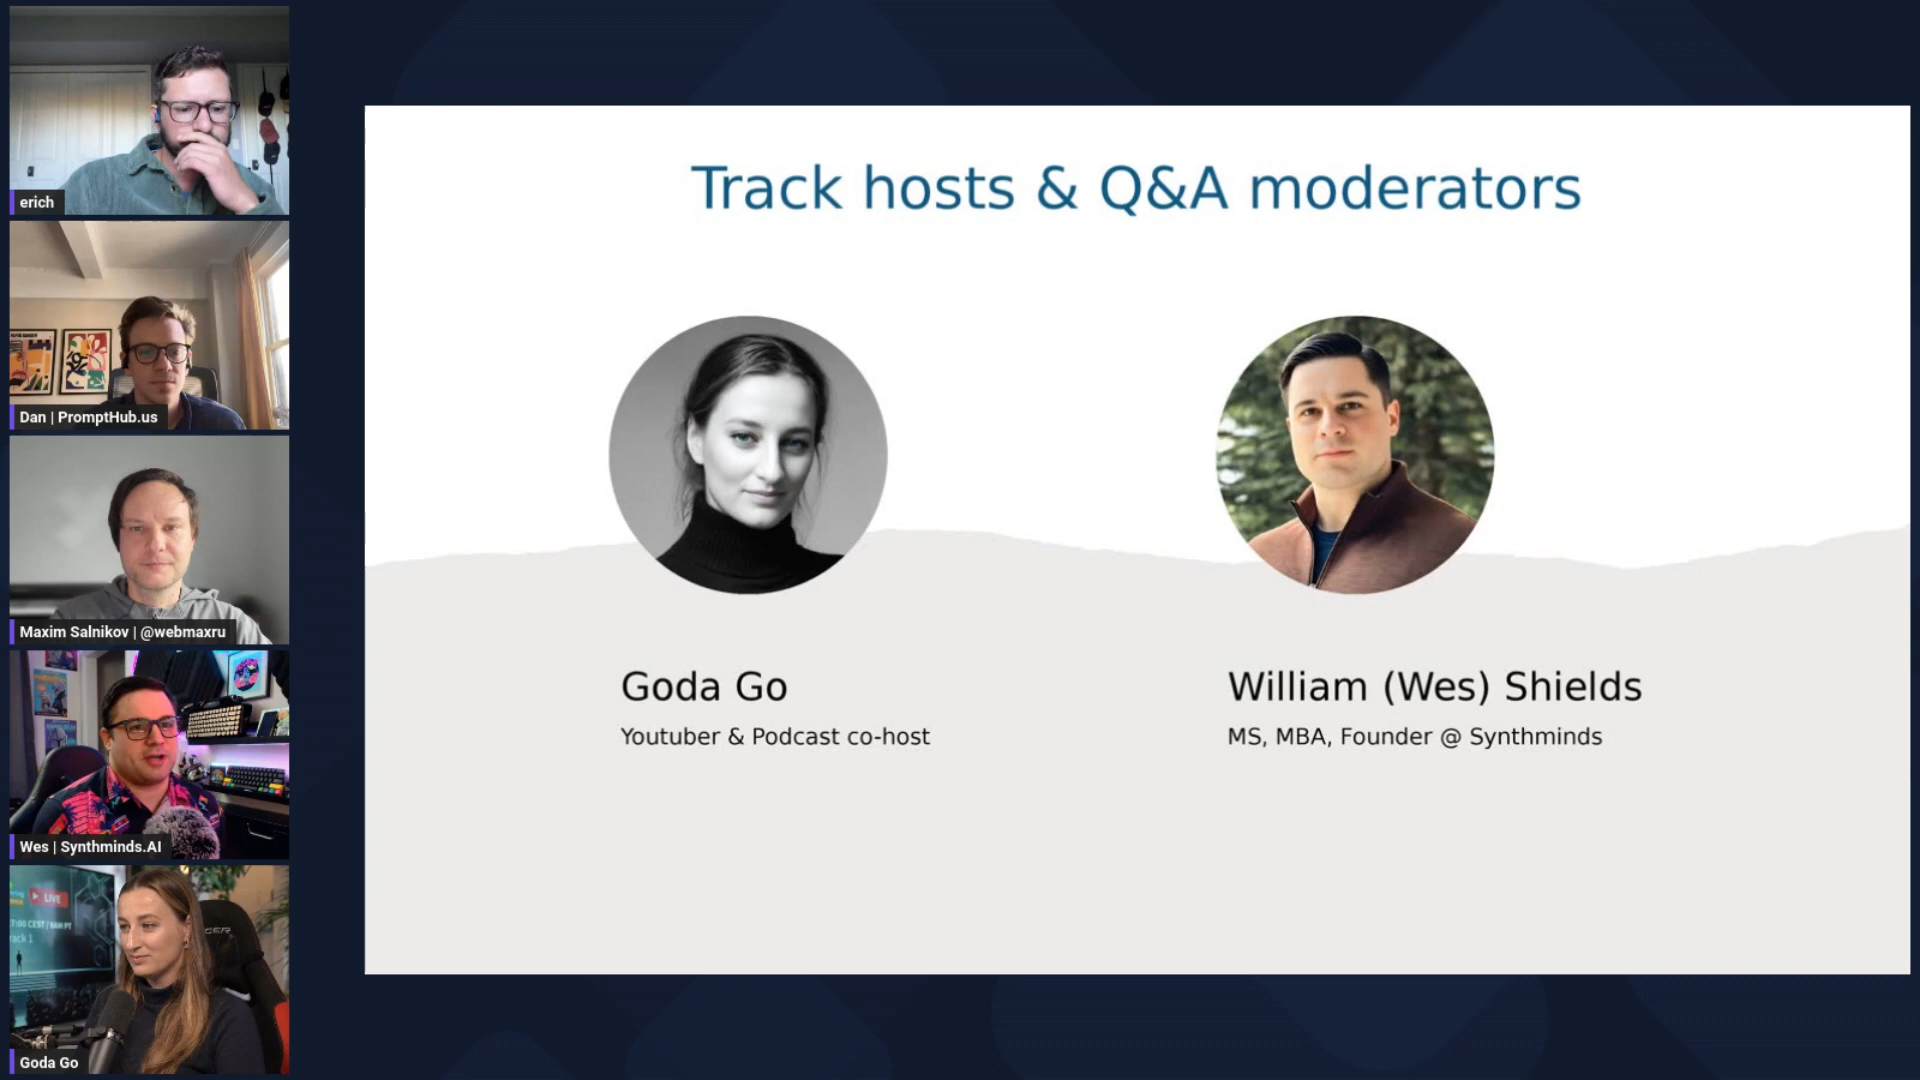 erich
Dan | PromptHub.us
Maxim Salnikov | @webmaxru
Wes | Synthminds.AI
LIVE
Goda Go
Track hosts & Q&A moderators
Goda Go
Youtuber & Podcast co-host
William (Wes) Shields
MS, MBA, Founder @ Synthminds